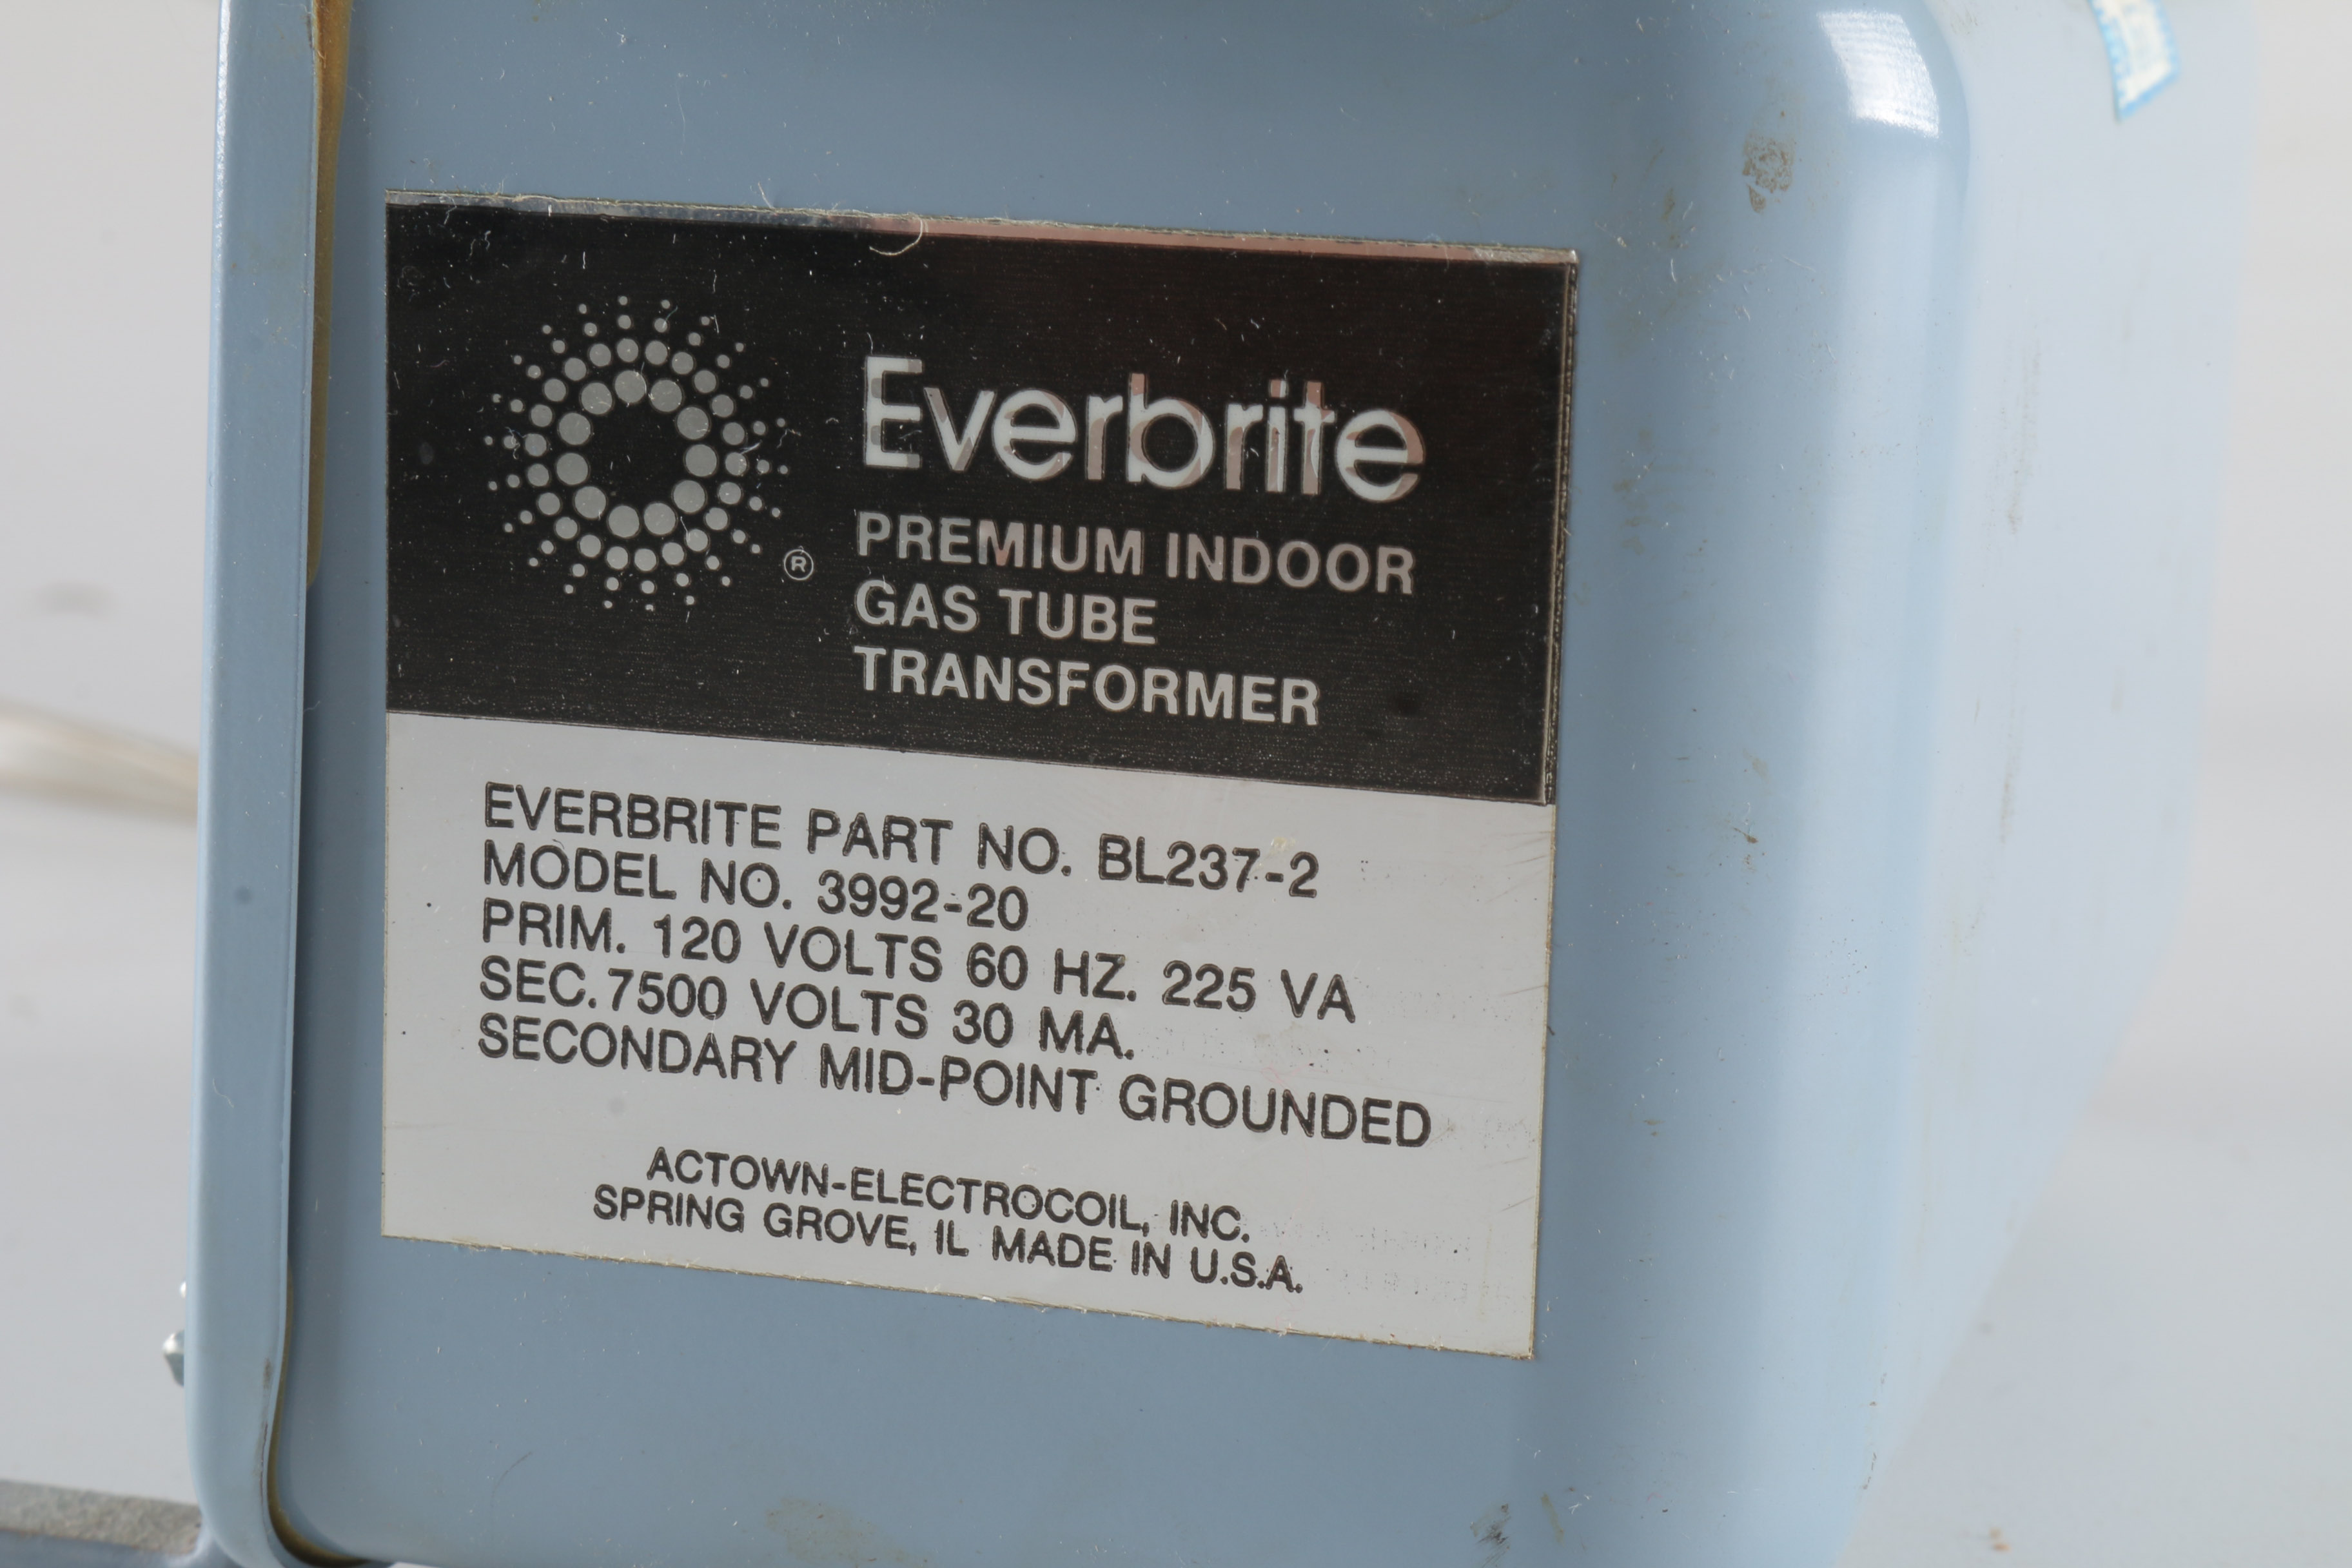 Everbrite
PREMIUM INDOOR
GAS TUBE
TRANSFORMER
®
EVERBRITE PART NO. BL237-2
MODEL NO. 3992-20
PRIM. 120 VOLTS 60 HZ. 225 VA
SEC. 7500 VOLTS 30 MA.
SECONDARY MID-POINT GROUNDED
ACTOWN-ELECTROCOIL, INC.
SPRING GROVE, IL MADE IN U.S.A.